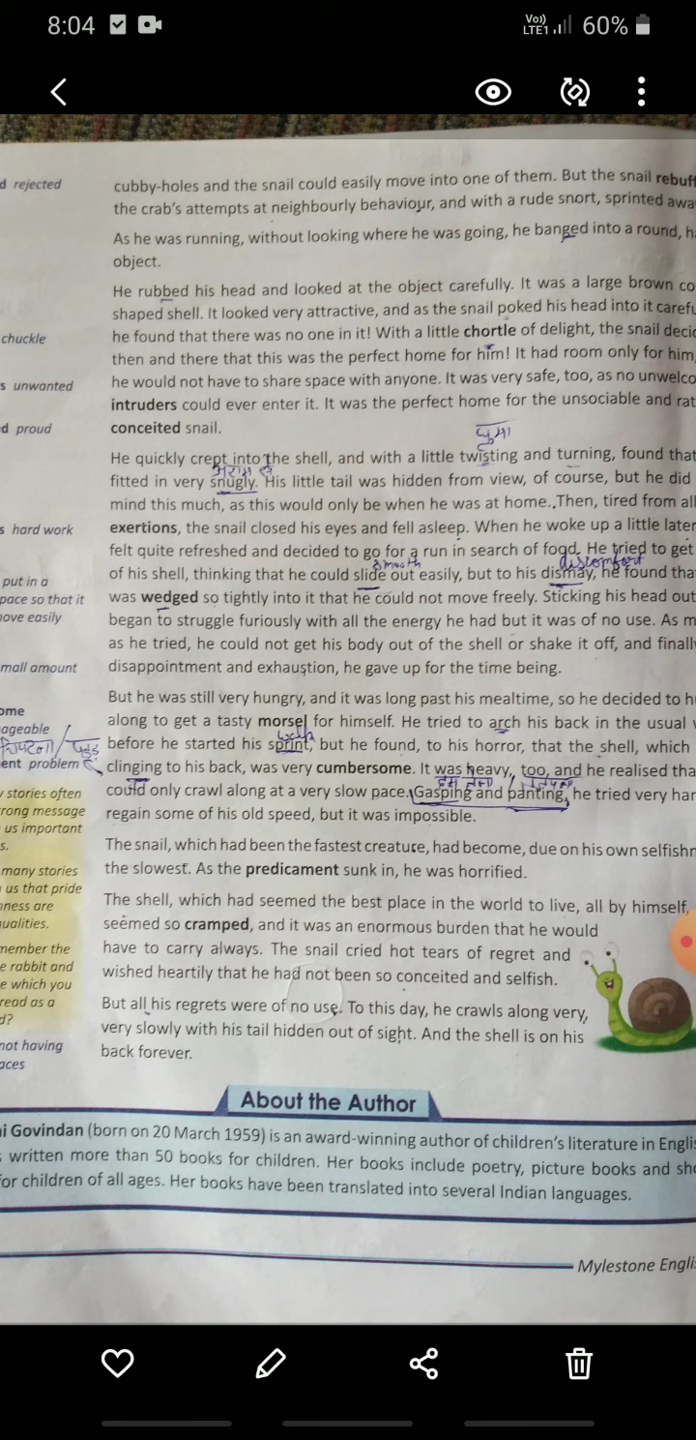 8:04
Vo)) LTE1 60%
d rejected
chuckle
s unwanted
d proud
s hard work
put in a
pace so that it
ove easily
mall amount
ome
ageable
ent problem
y stories often
rong message
us important
s.
many stories
us that pride
ness are
ualities.
member the
e rabbit and
e which you
read as a
d?
not having
aces
cubby-holes and the snail could easily move into one of them. But the snail rebuff
the crab's attempts at neighbourly behaviour, and with a rude snort, sprinted awa
As he was running, without looking where he was going, he banged into a round, ha
object.
He rubbed his head and looked at the object carefully. It was a large brown co
shaped shell. It looked very attractive, and as the snail poked his head into it carefu
he found that there was no one in it! With a little chortle of delight, the snail decid
then and there that this was the perfect home for him! It had room only for him,
he would not have to share space with anyone. It was very safe, too, as no unwelco
intruders could ever enter it. It was the perfect home for the unsociable and rat
conceited snail.
He quickly crept into the shell, and with a little twisting and turning, found that
fitted in very snugly. His little tail was hidden from view, of course, but he did
mind this much, as this would only be when he was at home. Then, tired from all
exertions, the snail closed his eyes and fell asleep. When he woke up a little later
felt quite refreshed and decided to go for a run in search of food. He tried to get
smooth discomfort
of his shell, thinking that he could slide out easily, but to his dismay, he found tha
was wedged so tightly into it that he could not move freely. Sticking his head out
began to struggle furiously with all the energy he had but it was of no use. As m
as he tried, he could not get his body out of the shell or shake it off, and finall
disappointment and exhaustion, he gave up for the time being.
But he was still very hungry, and it was long past his mealtime, so he decided to h
along to get a tasty morsel for himself. He tried to arch his back in the usual w
before he started his sprint, but he found, to his horror, that the shell, which
clinging to his back, was very cumbersome. It was heavy, too, and he realised tha
could only crawl along at a very slow pace. Gasping and panting, he tried very har
regain some of his old speed, but it was impossible.
The snail, which had been the fastest creature, had become, due on his own selfishn
the slowest. As the predicament sunk in, he was horrified.
The shell, which had seemed the best place in the world to live, all by himself,
seemed so cramped, and it was an enormous burden that he would
have to carry always. The snail cried hot tears of regret and
wished heartily that he had not been so conceited and selfish.
But all his regrets were of no use. To this day, he crawls along very,
very slowly with his tail hidden out of sight. And the shell is on his
back forever.
About the Author
i Govindan (born on 20 March 1959) is an award-winning author of children's literature in Englis
s written more than 50 books for children. Her books include poetry, picture books and sho
for children of all ages. Her books have been translated into several Indian languages.
Mylestone Englis